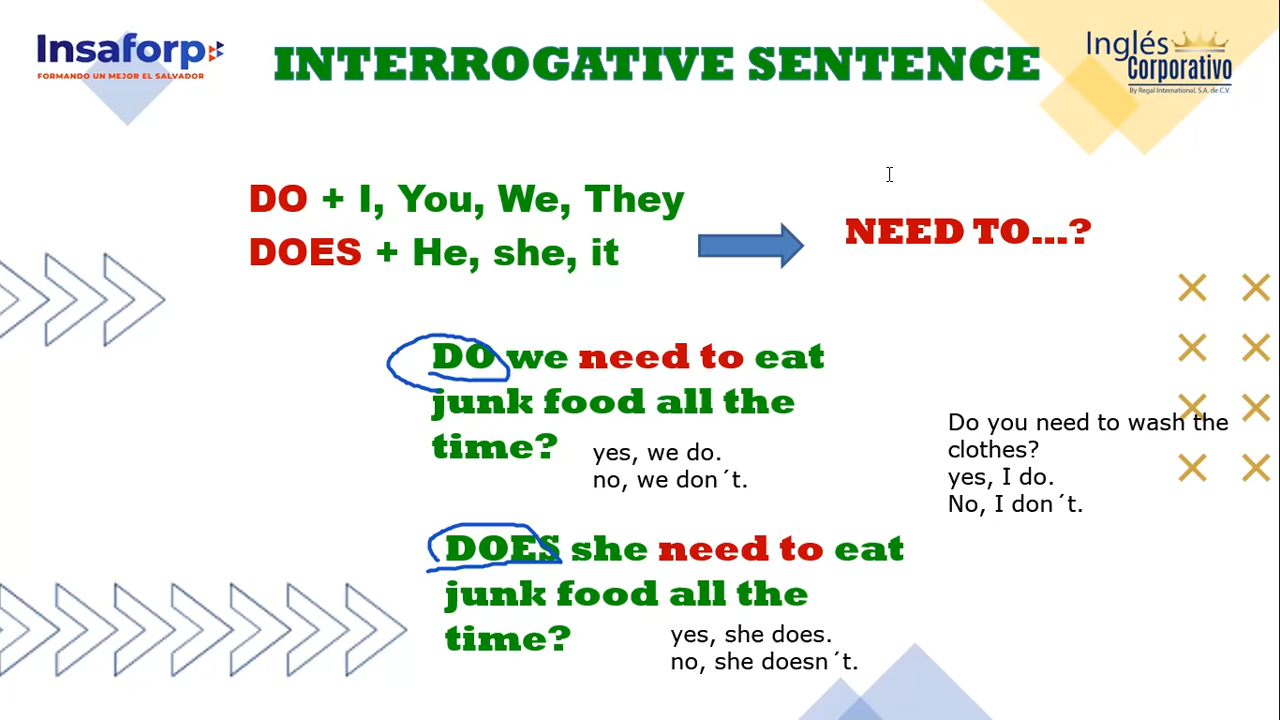 Insaforp
FORMANDO UN MEJOR EL SALVADOR
INTERROGATIVE SENTENCE
Inglés
Corporativo
By Regal International, S.A. de C.V.
DO + I, You, We, They
DOES + He, she, it
NEED TO...?
DO we need to eat
junk food all the
time?
yes, we do.
no, we don´t.
Do you need to wash the
clothes?
yes, I do.
No, I don´t.
DOES she need to eat
junk food all the
time?
yes, she does.
no, she doesn´t.